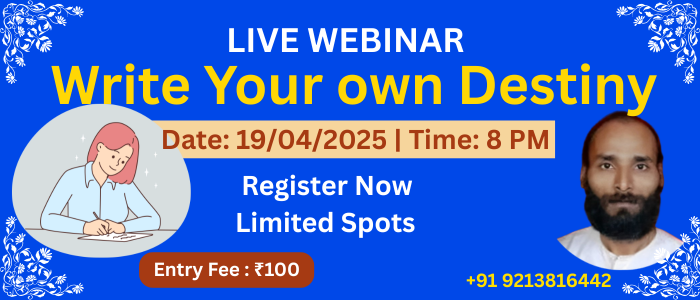 LIVE WEBINAR
Write Your own Destiny
Date: 19/04/2025 | Time: 8 PM
Register Now
Limited Spots
Entry Fee : ₹100
+91 9213816442